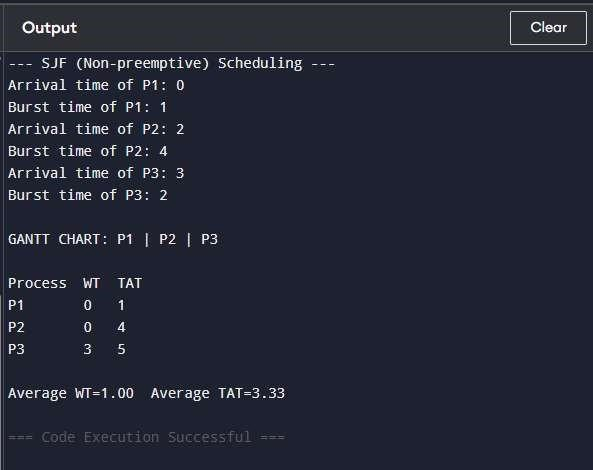 Output
Clear
--- SJF (Non-preemptive) Scheduling ---
Arrival time of P1: 0
Burst time of P1: 1
Arrival time of P2: 2
Burst time of P2: 4
Arrival time of P3: 3
Burst time of P3: 2
GANTT CHART: P1 | P2 | P3
Process  WT  TAT
P1       0   1
P2       0   4
P3       3   5
Average WT=1.00  Average TAT=3.33
=== Code Execution Successful ===